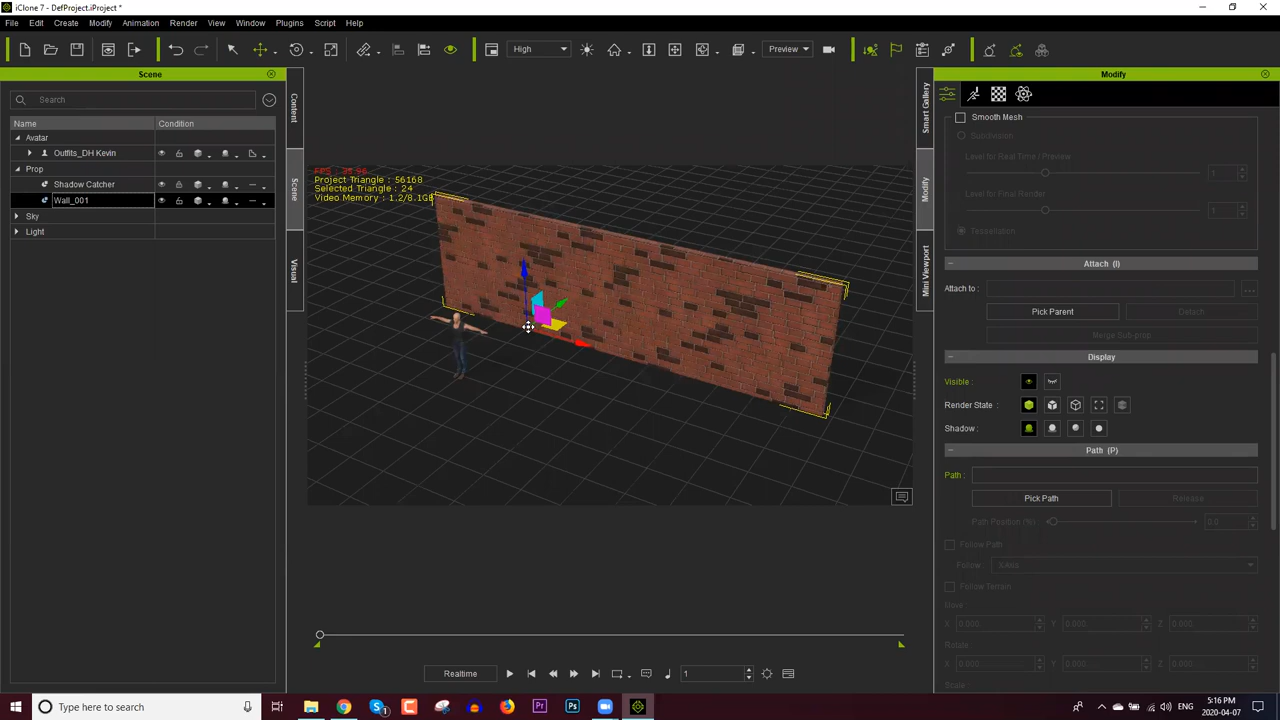 iClone 7 - DefProject.iProject *
File Edit Create Modify Animation Render View Window Plugins Script Help
High
Preview
Scene
Search
Name Condition
Avatar
Outfits_DH Kevin
Prop
Shadow Catcher
Wall_001
Sky
Light
Content
Scene
Visual
Project Triangle : 56168
Selected Triangle : 24
Video Memory : 1.2/8.1GB
Smart Gallery
Modify
Mini Viewport
Modify
Smooth Mesh
Subdivision
Level for Real Time / Preview
1
Level for Final Render
1
Tessellation
Attach (I)
Attach to :
Pick Parent Detach
Merge Sub-prop
Display
Visible :
Render State :
Shadow :
Path (P)
Path :
Pick Path Release
Path Position (%) 0.0
Follow Path
Follow : X-Axis
Follow Terrain
Move
X 0.000 Y 0.000 Z 0.000
Rotate
X 0.000 Y 0.000 Z 0.000
Scale
Realtime
1
Type here to search
5:16 PM
2020-04-07